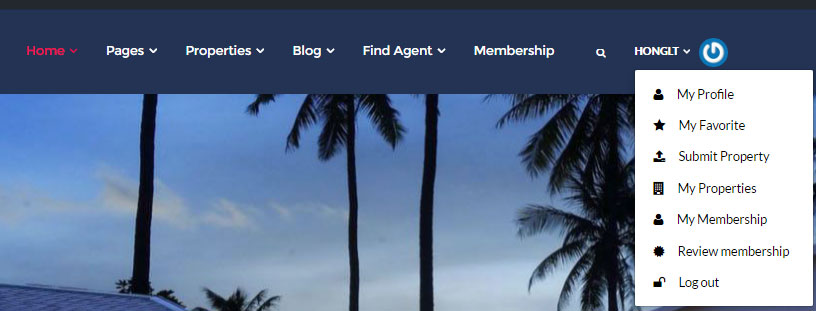 Home Pages Properties Blog Find Agent Membership HONGLT
My Profile
My Favorite
Submit Property
My Properties
My Membership
Review membership
Log out